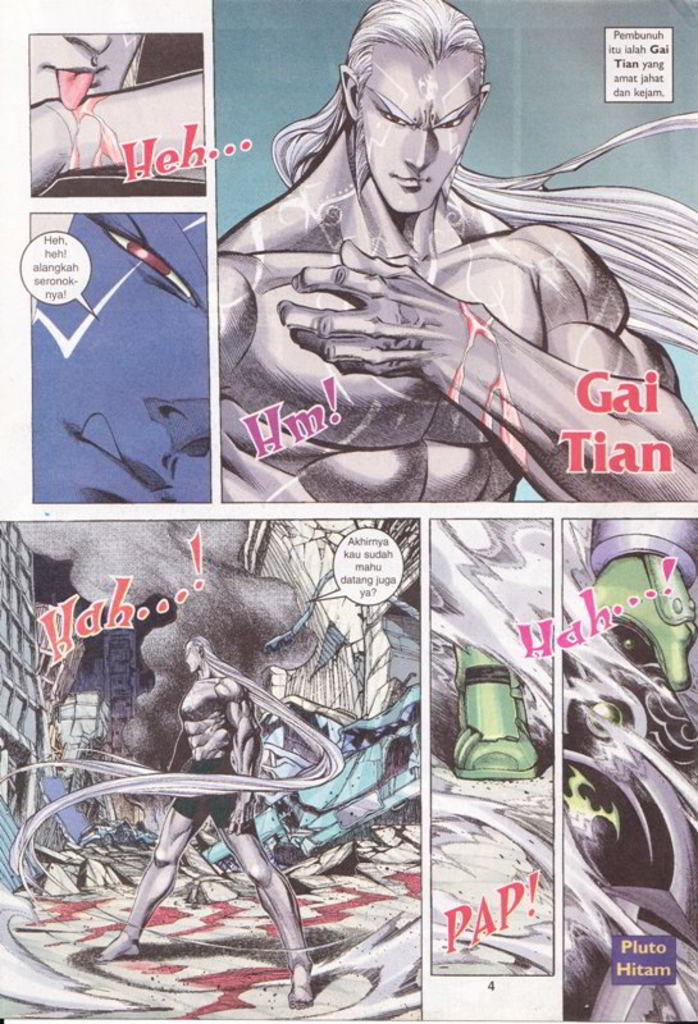 Heh...
Pembunuh
itu ialah Gai
Tian yang
amat jahat
dan kejam.
Heh,
heh!
alangkah
seronok-
nya!
Hm!
Gai
Tian
Hah...!
Akhirnya
kau sudah
mahu
datang juga
ya?
PAP!
Hah...!
Pluto
Hitam
4